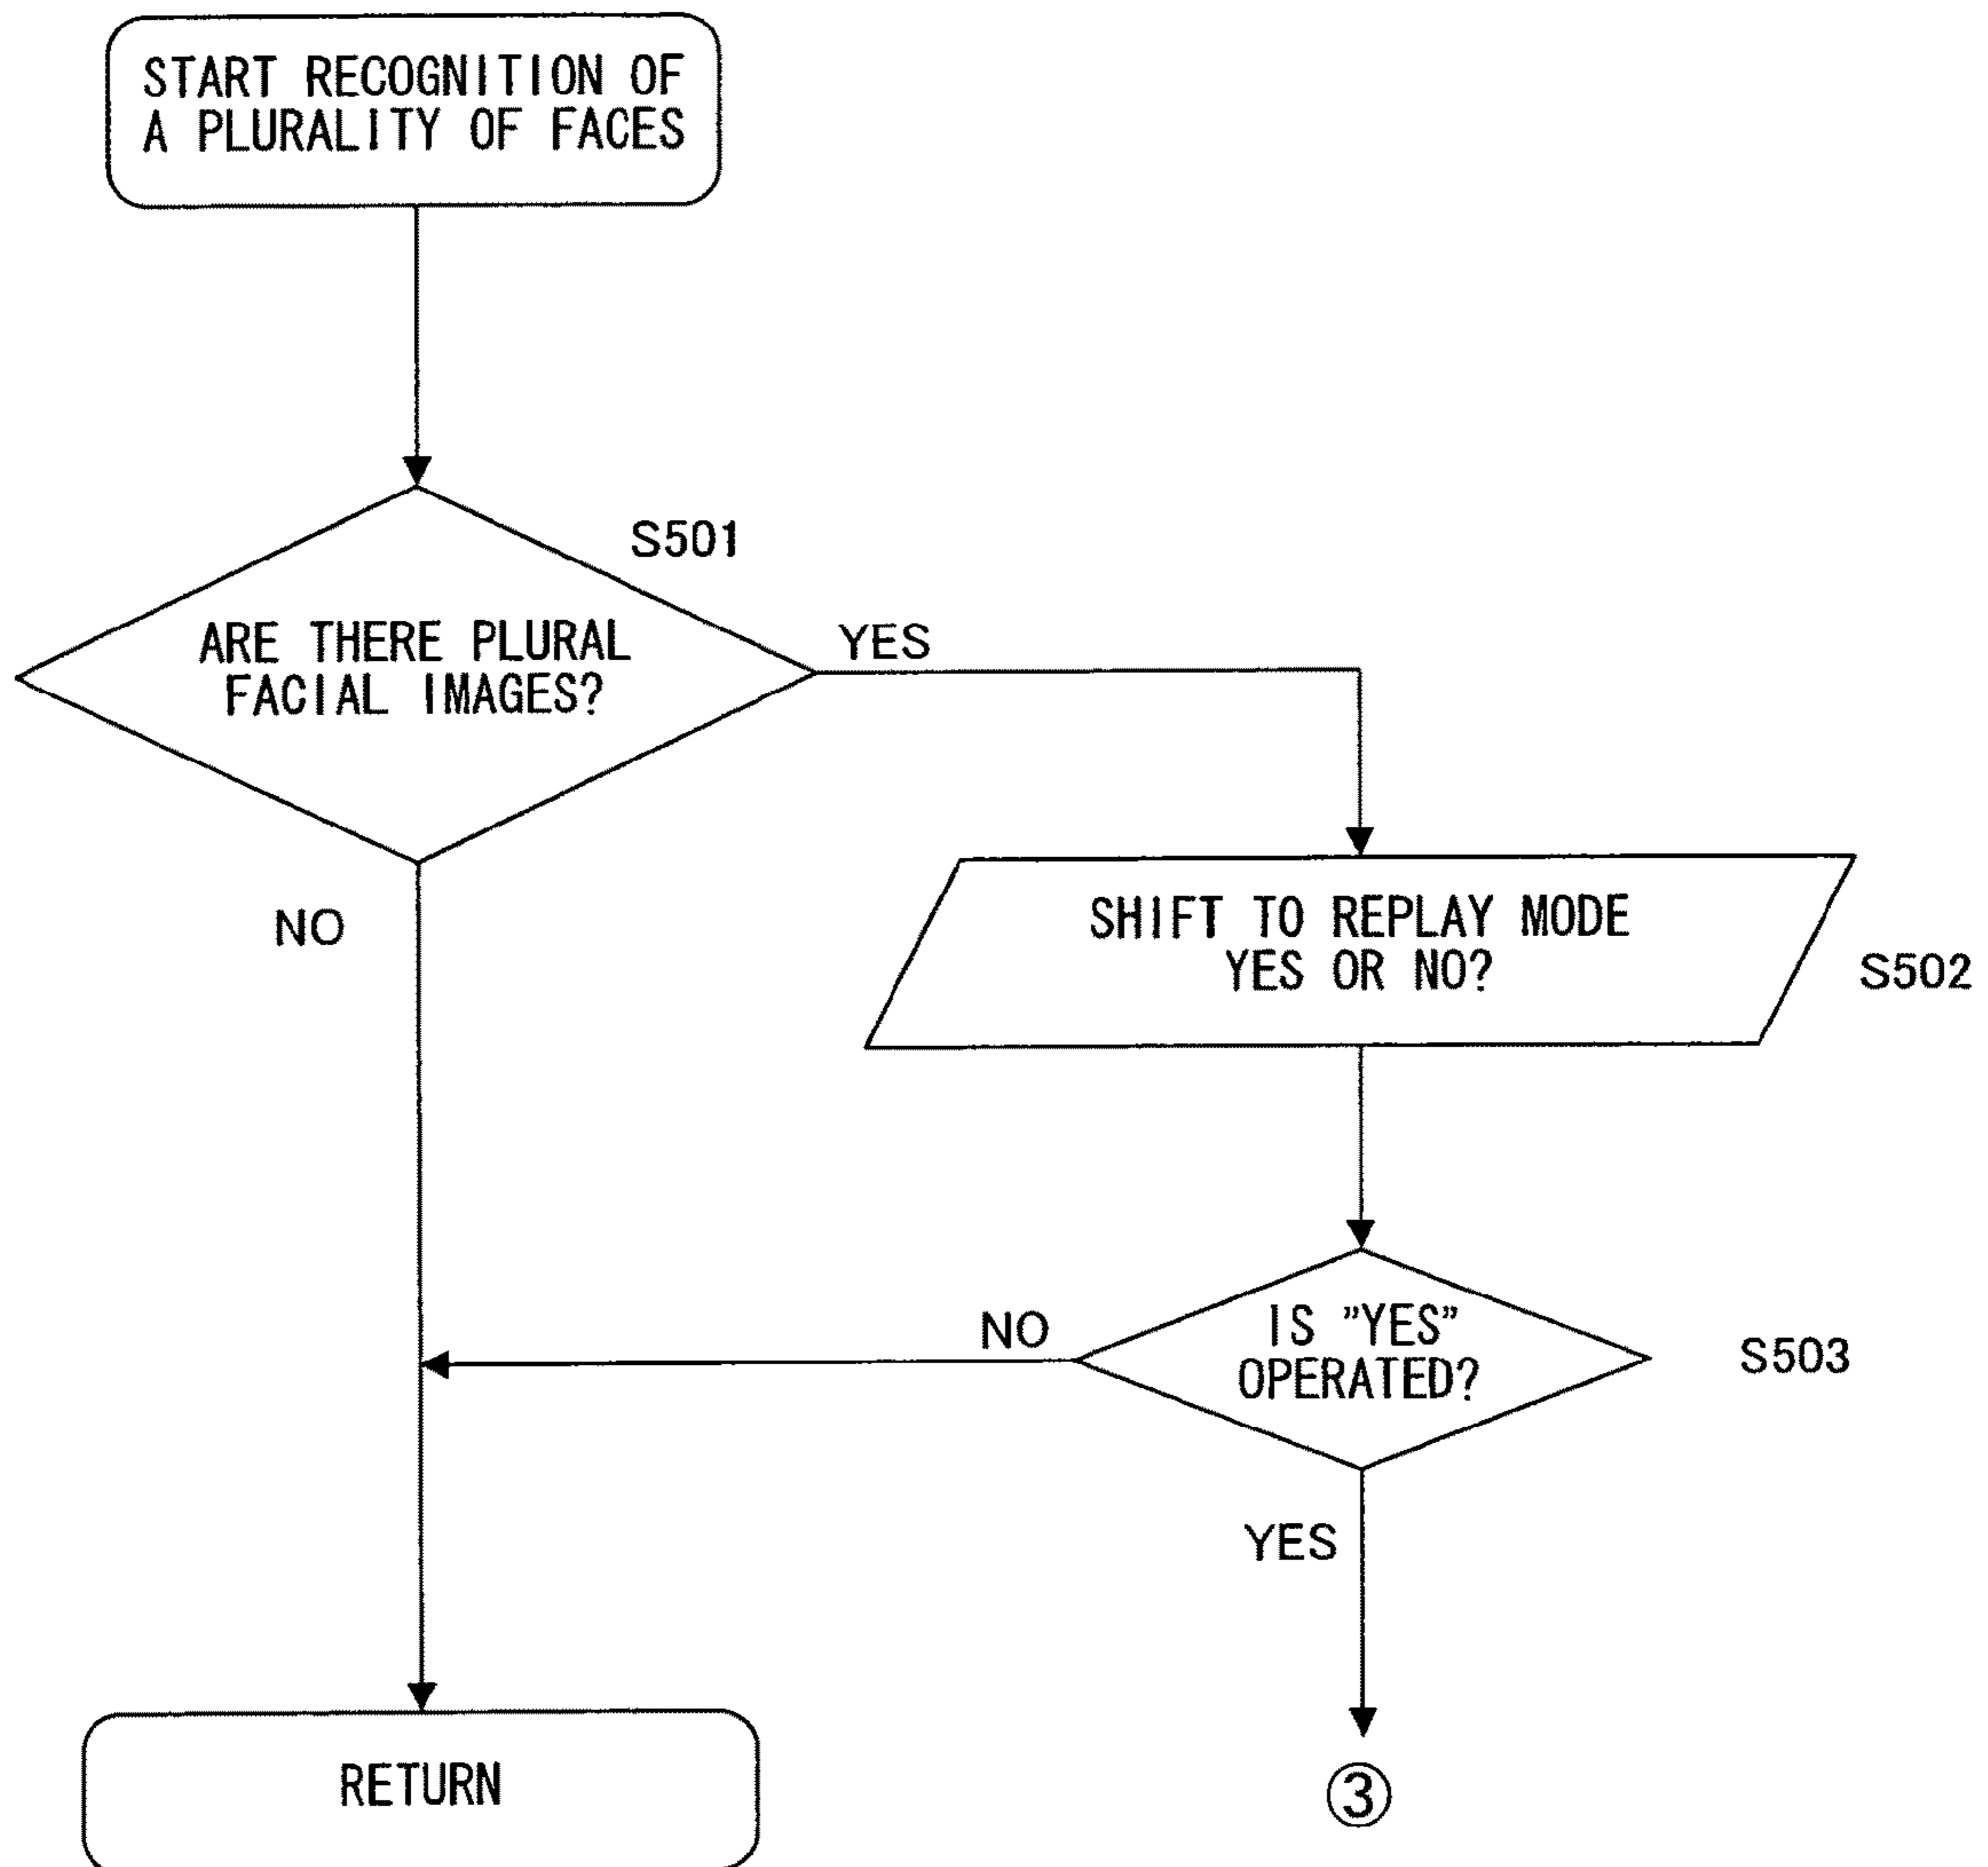 START RECOGNITION OF
A PLURALITY OF FACES
S501
ARE THERE PLURAL
FACIAL IMAGES?
YES
NO
SHIFT TO REPLAY MODE
YES OR NO?
S502
NO
IS "YES"
OPERATED?
S503
YES
RETURN
③